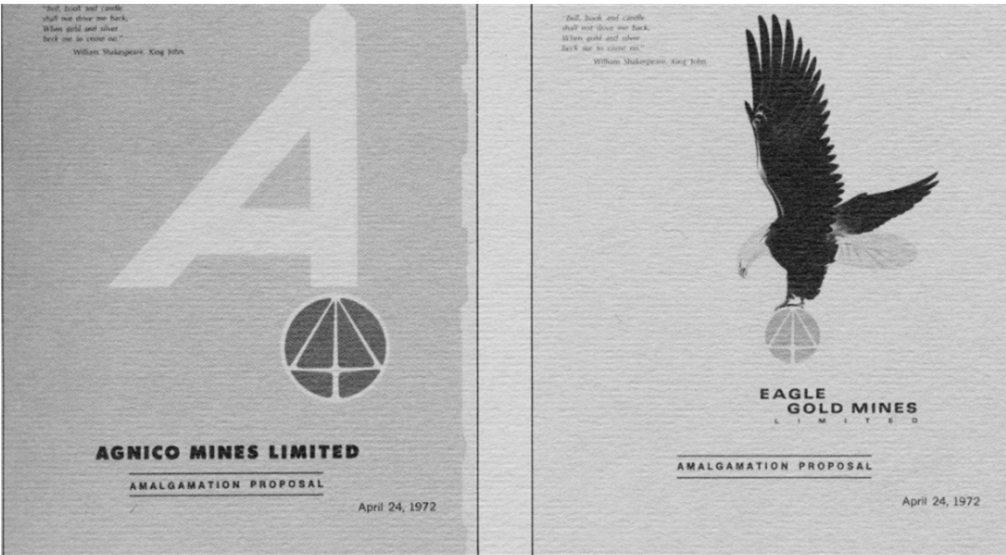 "Bell, book and candle
shall not drive me back,
When gold and silver
beck me to come on."
William Shakespeare, King John.
A
AGNICO MINES LIMITED
AMALGAMATION PROPOSAL
April 24, 1972
"Bell, book and candle
shall not drive me back,
When gold and silver
beck me to come on."
William Shakespeare, King John.
EAGLE
GOLD MINES
LIMITED
AMALGAMATION PROPOSAL
April 24, 1972